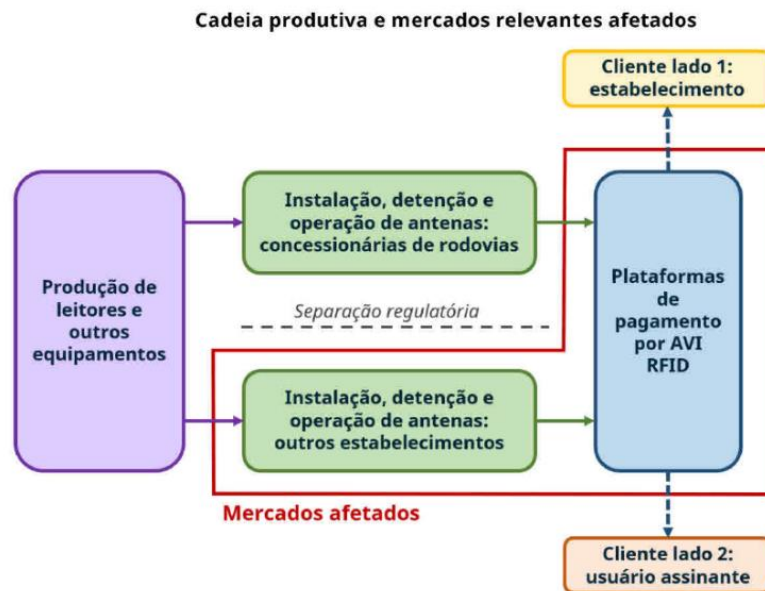 Cadeia produtiva e mercados relevantes afetados
Cliente lado 1:
estabelecimento
Produção de
leitores e
outros
equipamentos
Instalação, detenção e
operação de antenas:
concessionárias de rodovias
Separação regulatória
Instalação, detenção e
operação de antenas:
outros estabelecimentos
Plataformas
de
pagamento
por AVI
RFID
Mercados afetados
Cliente lado 2:
usuário assinante